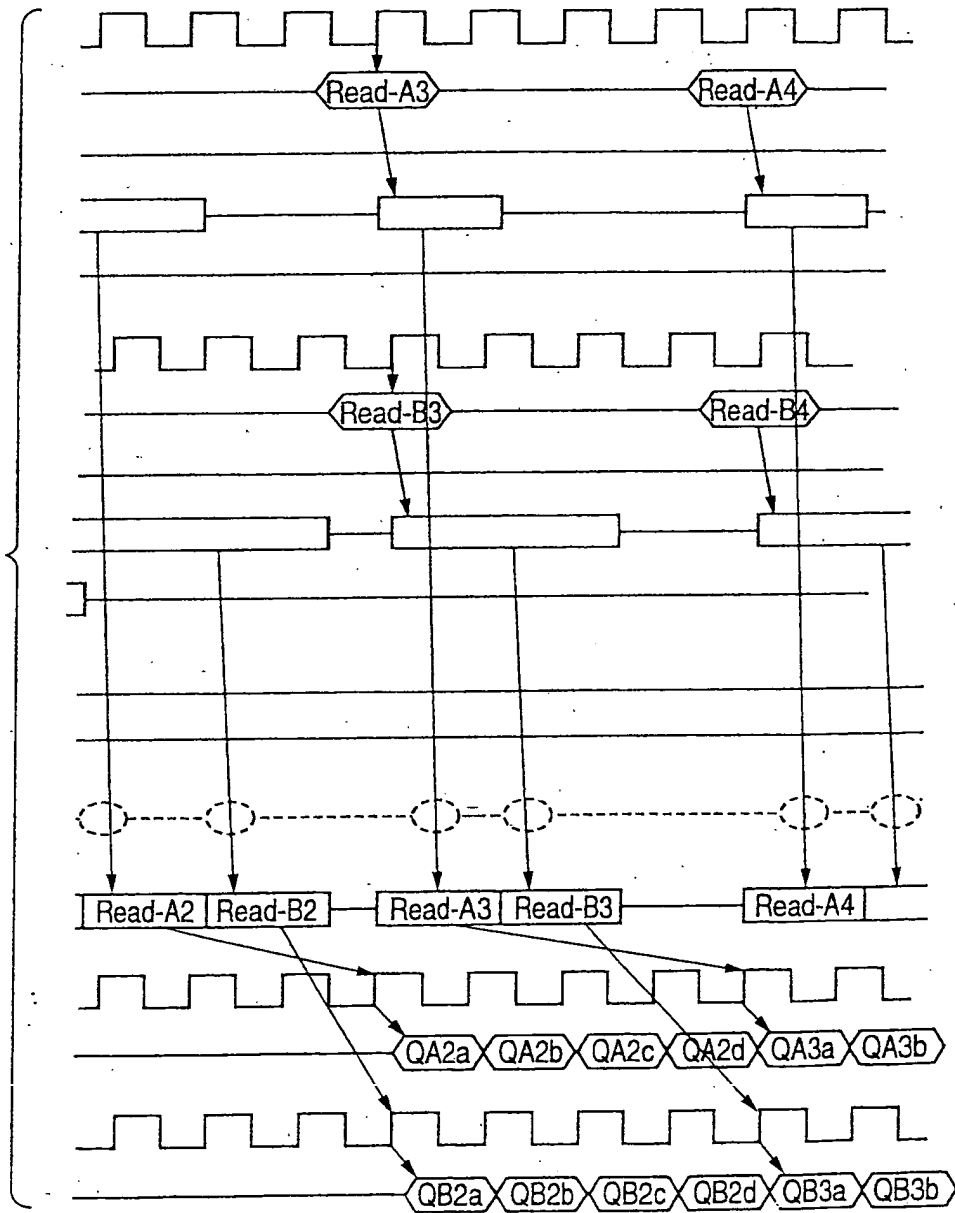 Read-A3 Read-A4
Read-B3 Read-B4
Read-A2 Read-B2 Read-A3 Read-B3 Read-A4
QA2a QA2b QA2c QA2d QA3a QA3b
QB2a QB2b QB2c QB2d QB3a QB3b